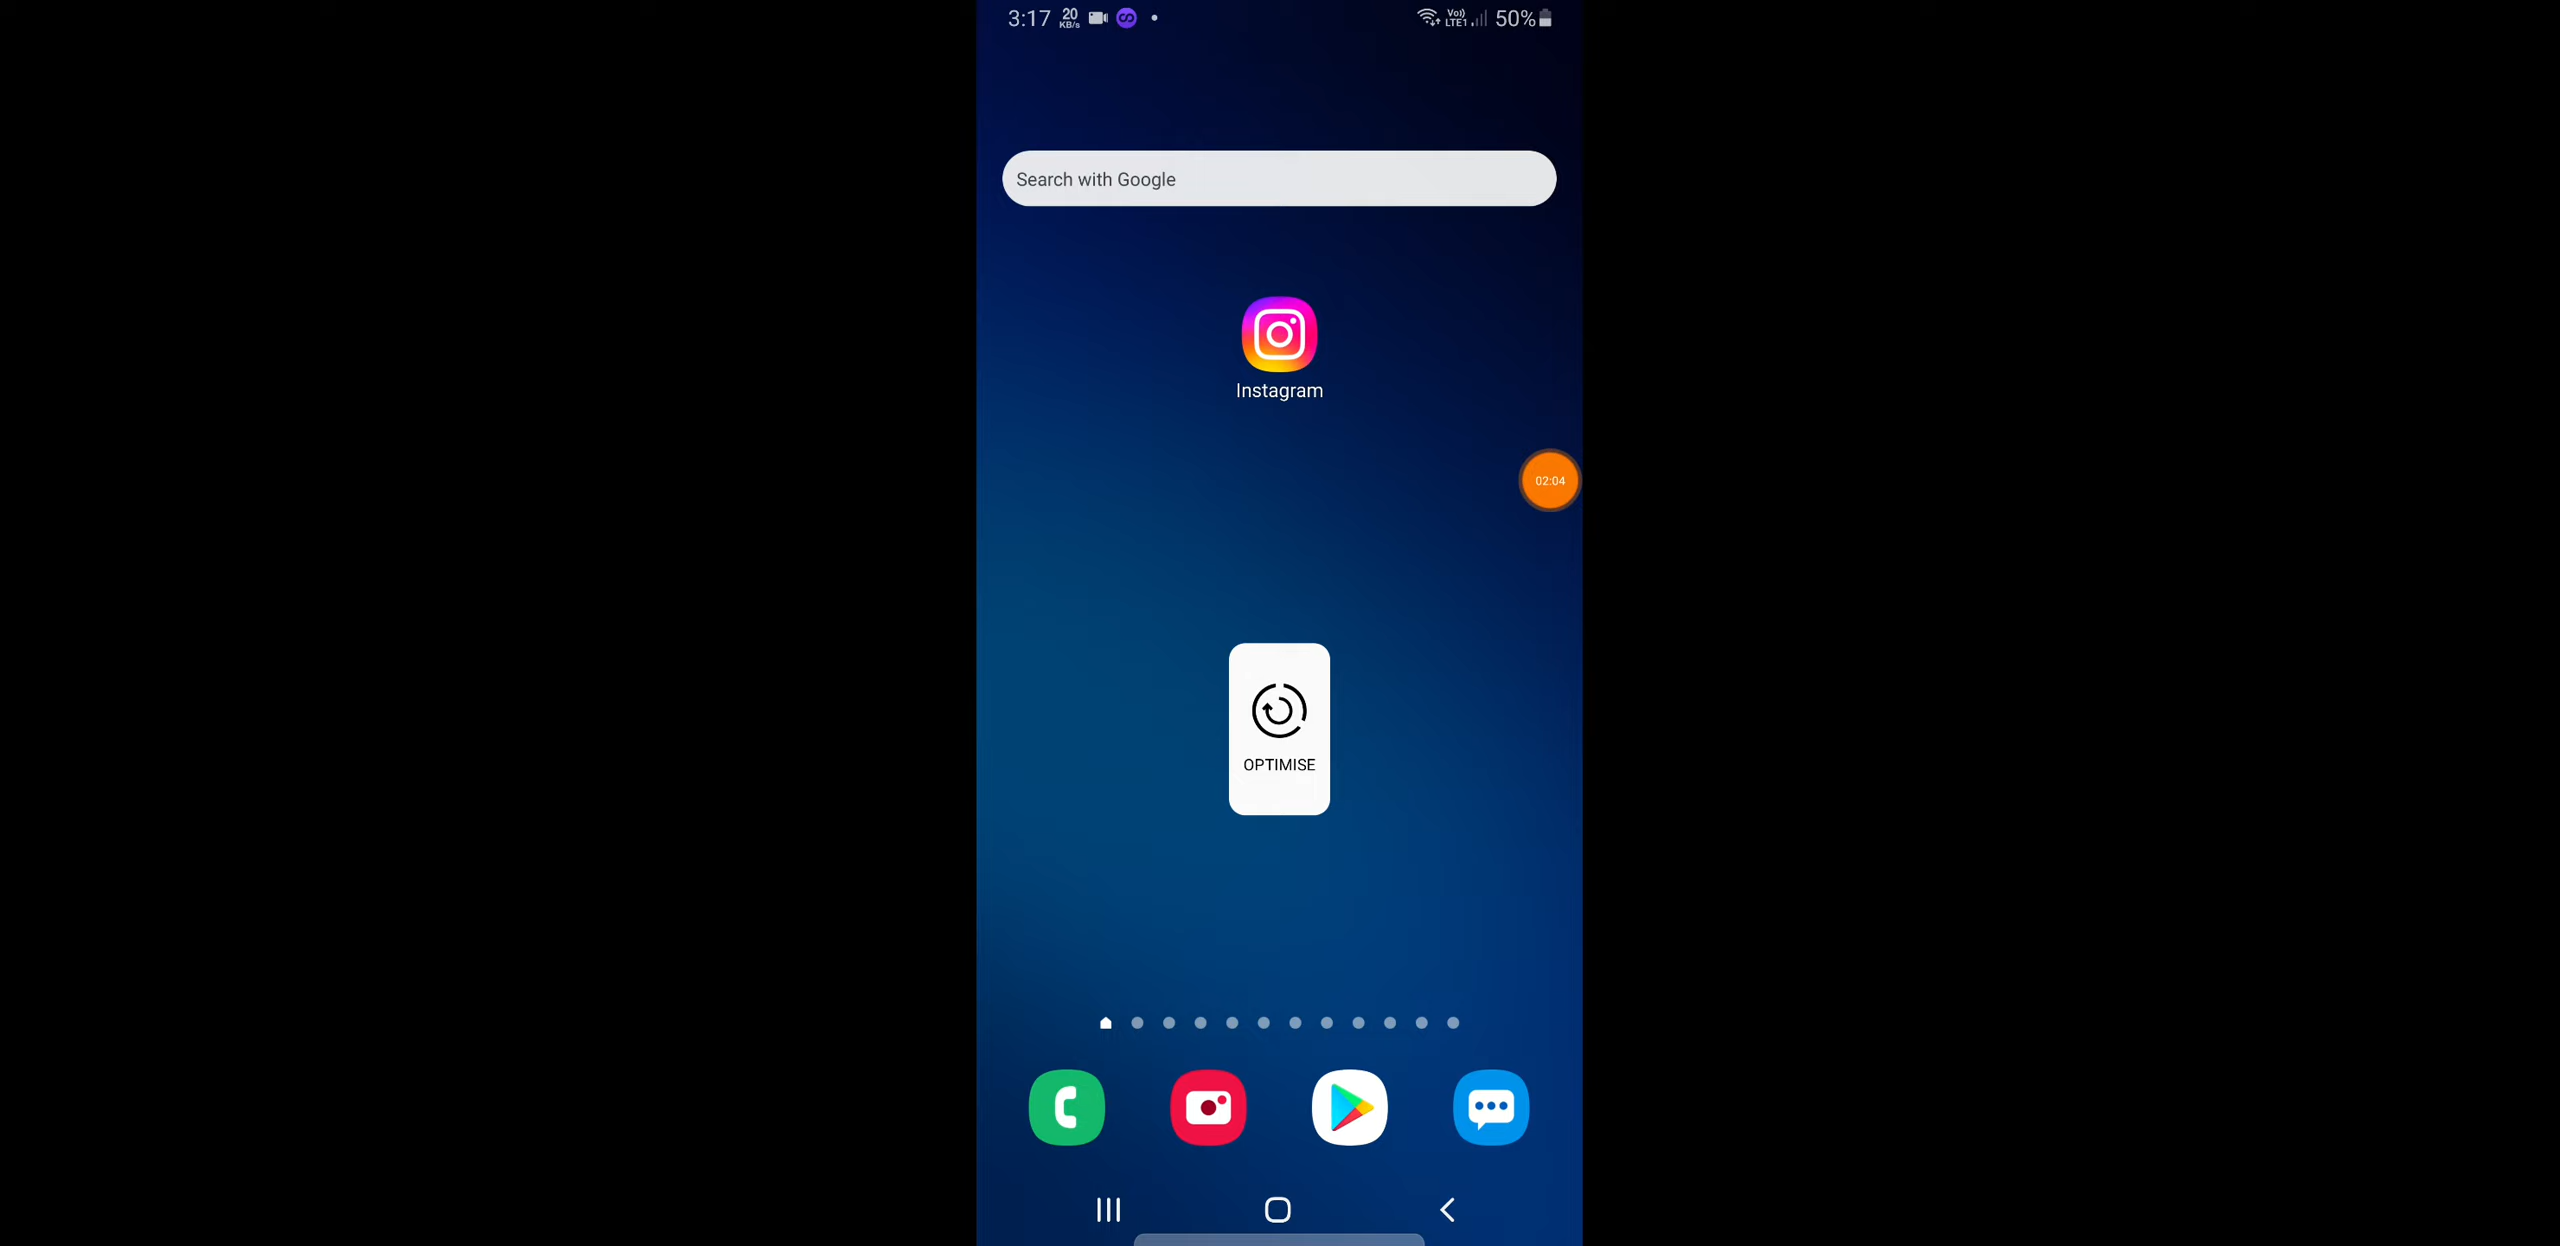 3:17 20 KB/s Vo)) LTE1 50%
Search with Google
Instagram
02:04
OPTIMISE